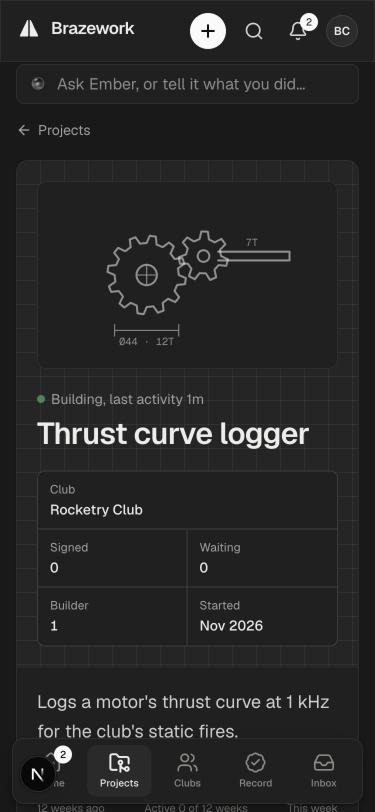 Brazework
2
BC
Ask Ember, or tell it what you did...
Projects
7T
Ø44 · 12T
Building, last activity 1m
Thrust curve logger
Club
Rocketry Club
Signed
Waiting
0
0
Builder
Started
1
Nov 2026
Logs a motor's thrust curve at 1 kHz
for the club's static fires.
N
2
Projects
Clubs
Record
Inbox
12 weeks ago
Active 0 of 12 weeks
This week